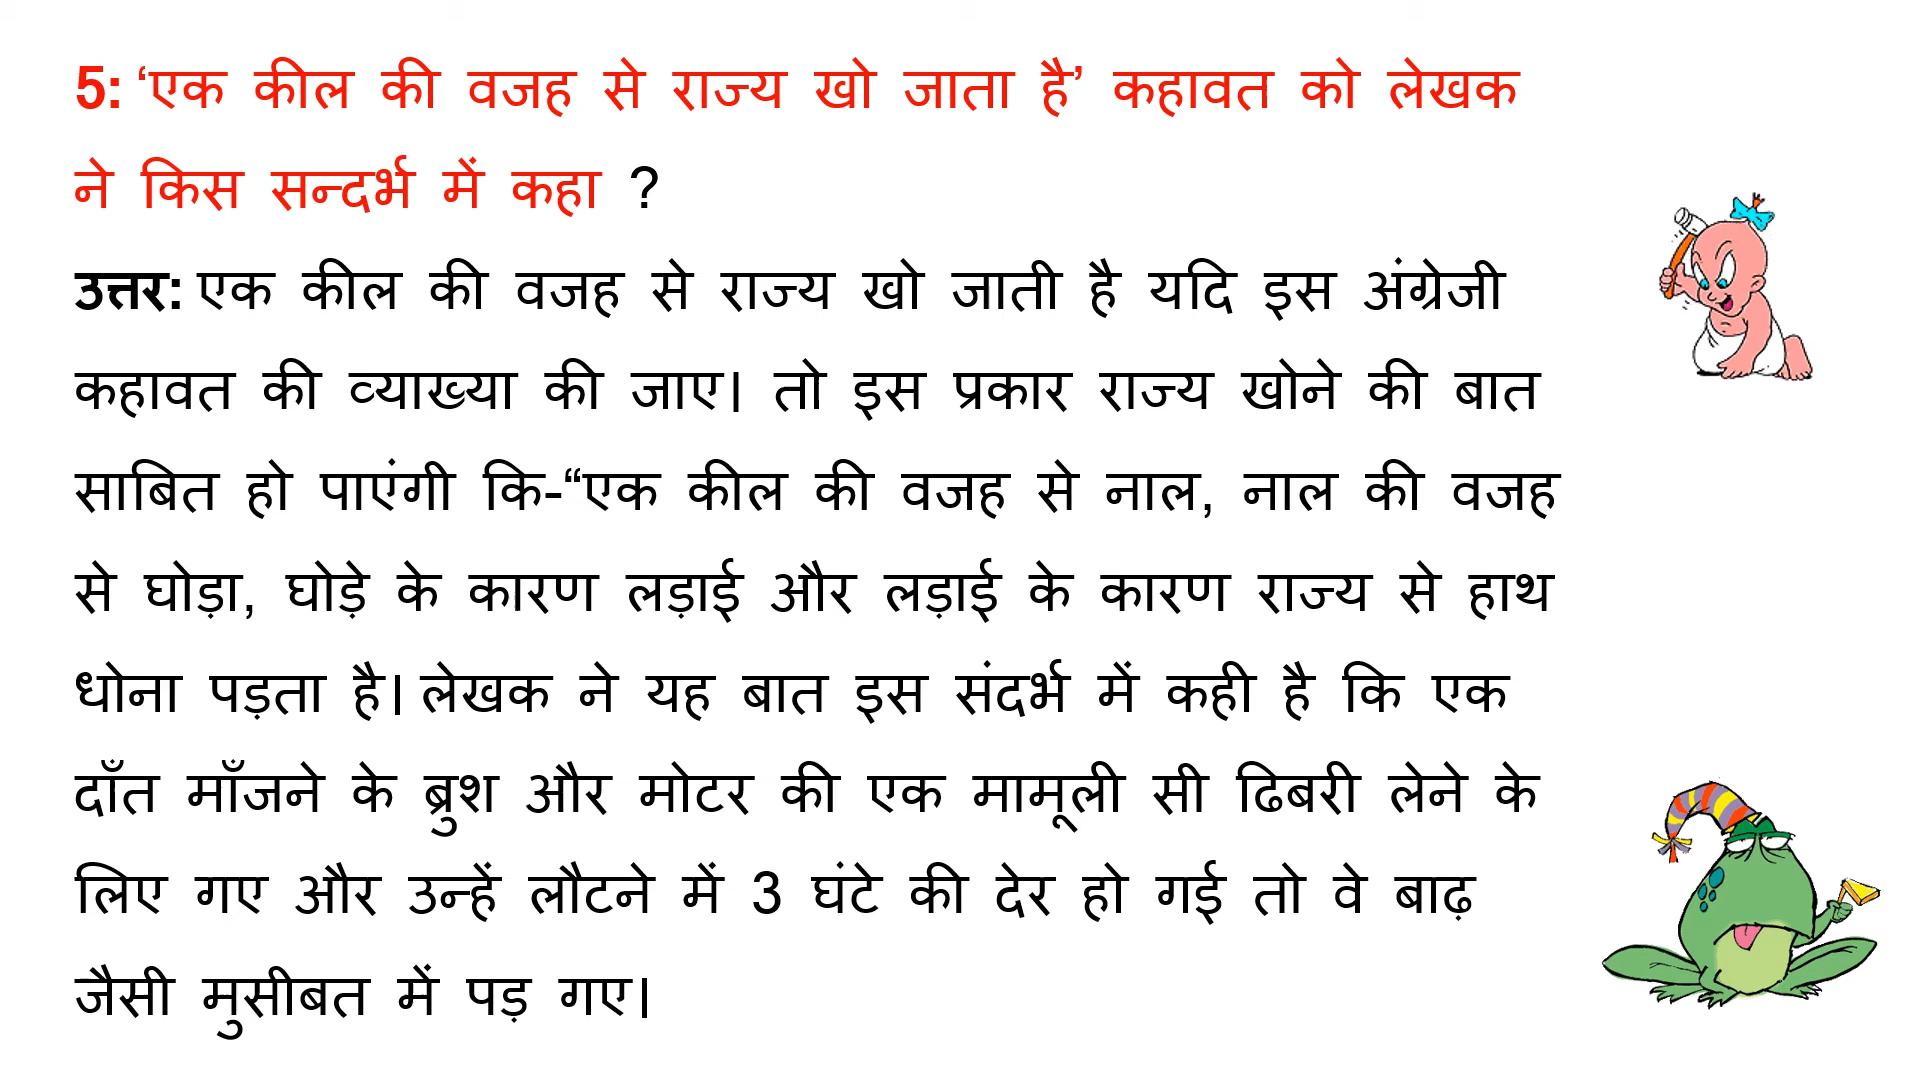 5: ‘एक कील की वजह से राज्य खो जाता है’ कहावत को लेखक
ने किस सन्दर्भ में कहा ?
उत्तर: एक कील की वजह से राज्य खो जाती है यदि इस अंग्रेजी
कहावत की व्याख्या की जाए। तो इस प्रकार राज्य खोने की बात
साबित हो पाएंगी कि-“एक कील की वजह से नाल, नाल की वजह
से घोड़ा, घोड़े के कारण लड़ाई और लड़ाई के कारण राज्य से हाथ
धोना पड़ता है। लेखक ने यह बात इस संदर्भ में कही है कि एक
दाँत माँजने के ब्रुश और मोटर की एक मामूली सी ढिबरी लेने के
लिए गए और उन्हें लौटने में 3 घंटे की देर हो गई तो वे बाढ़
जैसी मुसीबत में पड़ गए।